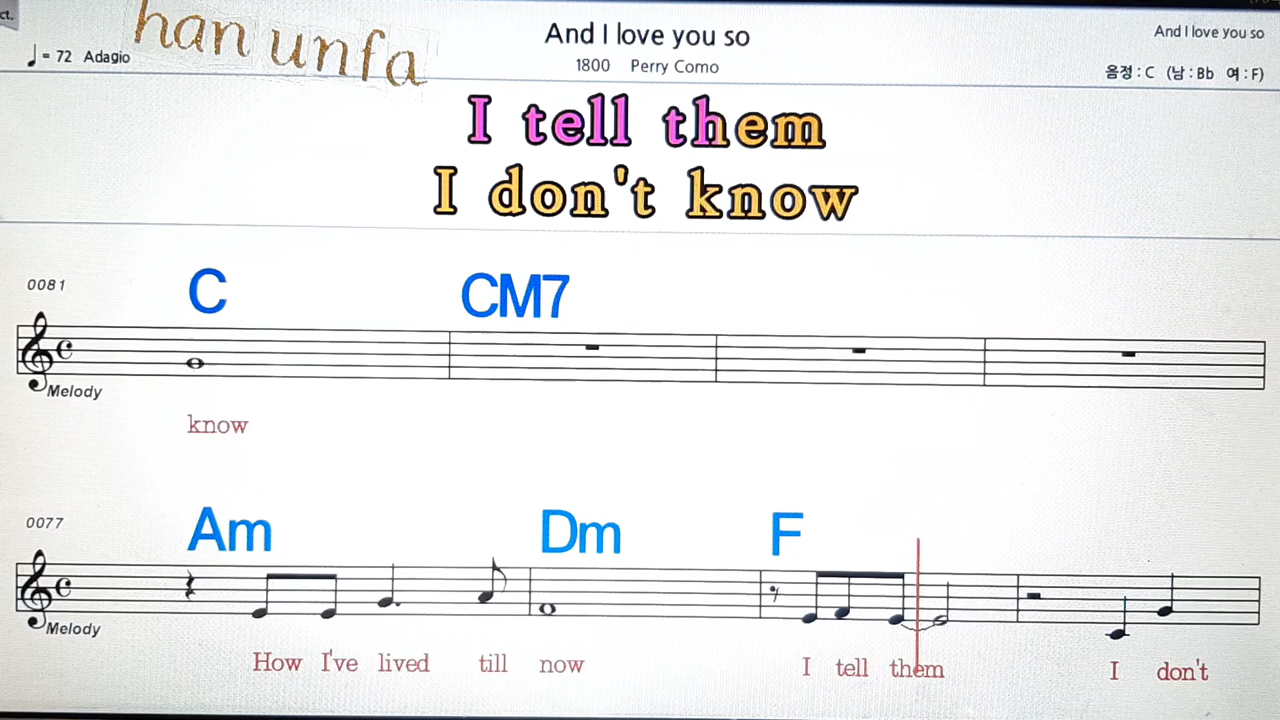 ct.
han unfa
And I love you so
And I love you so
♩ = 72 Adagio
1800 Perry Como
음정 : C (남 : Bb 여 : F)
I tell them
I don't know
0081
C CM7
Melody
know
0077
Am Dm F
Melody
How I've lived till now I tell them I don't